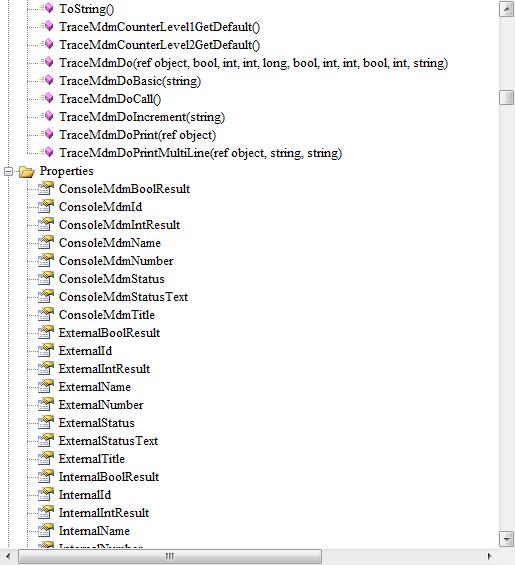 ToString()
TraceMdmCounterLevel1GetDefault()
TraceMdmCounterLevel2GetDefault()
TraceMdmDo(ref object, bool, int, int, long, bool, int, int, bool, int, string)
TraceMdmDoBasic(string)
TraceMdmDoCall()
TraceMdmDoIncrement(string)
TraceMdmDoPrint(ref object)
TraceMdmDoPrintMultiLine(ref object, string, string)
Properties
ConsoleMdmBoolResult
ConsoleMdmId
ConsoleMdmIntResult
ConsoleMdmName
ConsoleMdmNumber
ConsoleMdmStatus
ConsoleMdmStatusText
ConsoleMdmTitle
ExternalBoolResult
ExternalId
ExternalIntResult
ExternalName
ExternalNumber
ExternalStatus
ExternalStatusText
ExternalTitle
InternalBoolResult
InternalId
InternalIntResult
InternalName
InternalNumber